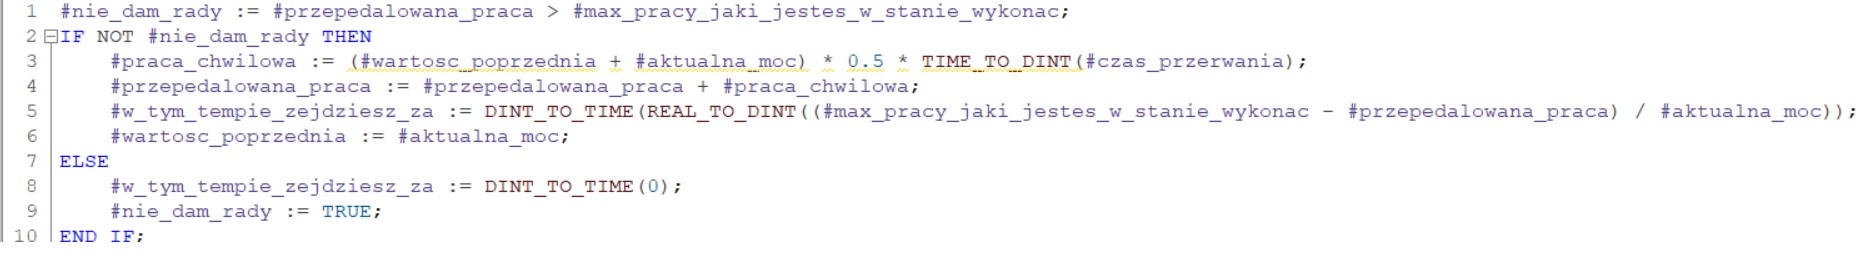 1 #nie_dam_rady := #przepedalowana_praca > #max_pracy_jaki_jestes_w_stanie_wykonac;
2 IF NOT #nie_dam_rady THEN
3 #praca_chwilowa := (#wartosc_poprzednia + #aktualna_moc) * 0.5 * TIME_TO_DINT(#czas_przerwania);
4 #przepedalowana_praca := #przepedalowana_praca + #praca_chwilowa;
5 #w_tym_tempie_zejdziesz_za := DINT_TO_TIME(REAL_TO_DINT((#max_pracy_jaki_jestes_w_stanie_wykonac - #przepedalowana_praca) / #aktualna_moc));
6 #wartosc_poprzednia := #aktualna_moc;
7 ELSE
8 #w_tym_tempie_zejdziesz_za := DINT_TO_TIME(0);
9 #nie_dam_rady := TRUE;
10 END_IF;